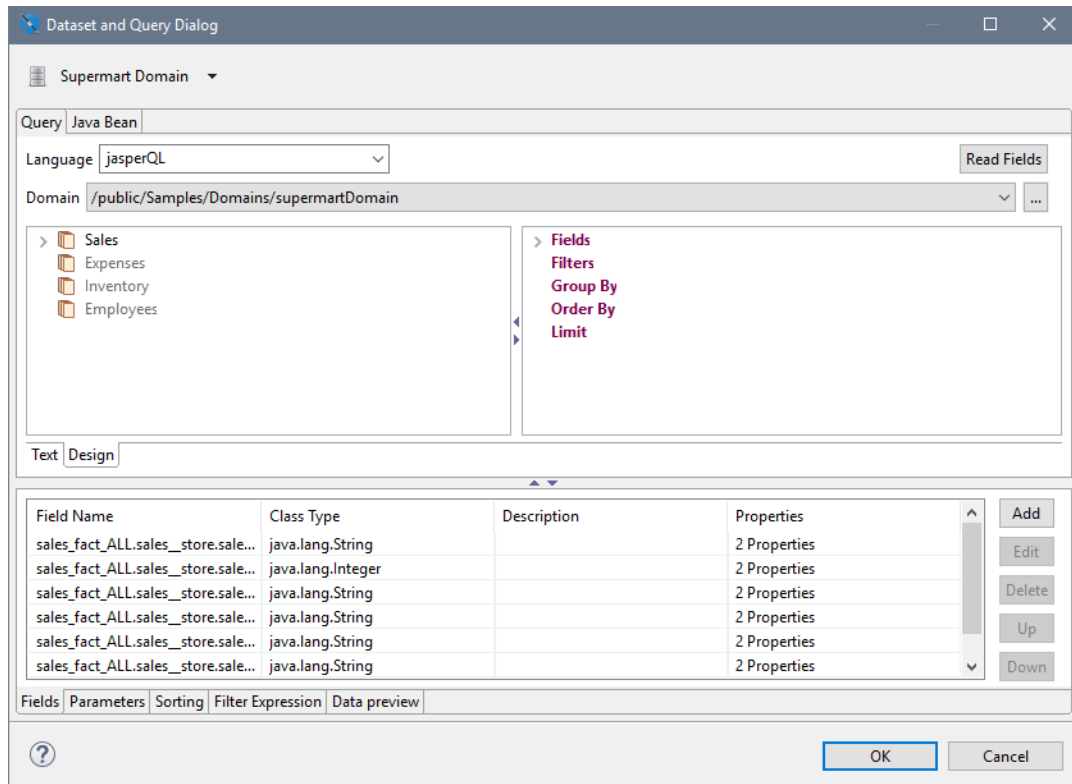 Dataset and Query Dialog
Supermart Domain
Query Java Bean
Language jasperQL Read Fields
Domain /public/Samples/Domains/supermartDomain ...
Sales
Expenses
Inventory
Employees
Fields
Filters
Group By
Order By
Limit
Text Design
Field Name Class Type Description Properties
sales_fact_ALL.sales__store.sale... java.lang.String 2 Properties
sales_fact_ALL.sales__store.sale... java.lang.Integer 2 Properties
sales_fact_ALL.sales__store.sale... java.lang.String 2 Properties
sales_fact_ALL.sales__store.sale... java.lang.String 2 Properties
sales_fact_ALL.sales__store.sale... java.lang.String 2 Properties
sales_fact_ALL.sales__store.sale... java.lang.String 2 Properties
Add
Edit
Delete
Up
Down
Fields Parameters Sorting Filter Expression Data preview
? OK Cancel